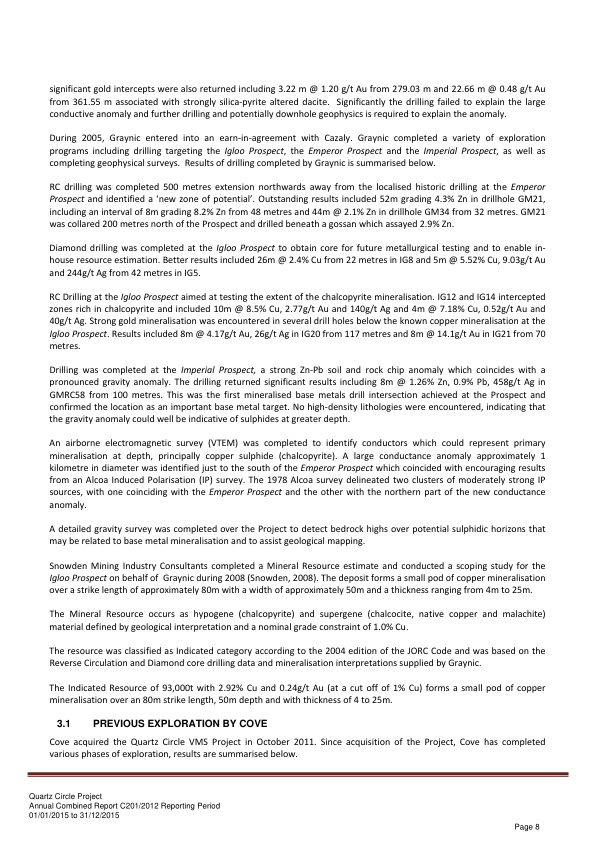 significant gold intercepts were also returned including 3.22 m @ 1.20 g/t Au from 279.03 and 22.66 m @ 0.48 g/t Au
from 361.55 m associated with strongly silica-pyrite altered dacite.  Significantly the drilling failed to explain the large
conductive anomaly and further drilling and potentially downhole geophysics is required to explain the anomaly.
During 2005, Graynic entered into an earn-in-agreement with Cazaly. Graynic completed a variety of exploration
programs including drilling targeting the Igloo Prospect, the Emperor Prospect and the Imperial Prospect, as well as
completing geophysical surveys.  Results of drilling completed by Graynic is summarised below.
RC drilling was completed 500 metres extension northwards away from the localised historic drilling at the Emperor
Prospect and identified a ‘new zone of potential’. Outstanding results included 52m grading 4.3% Zn in drillhole GM21,
including an interval of 8m grading 8.2% Zn from 48 metres and 44m @ 2.1% Zn in drillhole GM34 from 32 metres. GM21
was collared 200 metres north of the Prospect and drilled beneath a gossan which assayed 2.9% Zn.
Diamond drilling was completed at the Igloo Prospect to obtain core for future metallurgical testing and to enable in-
house resource estimation. Better results included 26m @ 2.4% Cu from 22 metres in IG8 and 5m @ 5.52% Cu, 9.03g/t Au
and 244g/t Ag from 42 metres in IG5.
RC Drilling at the Igloo Prospect aimed at testing the extent of the chalcopyrite mineralisation. IG12 and IG14 intercepted
zones rich in chalcopyrite and included 10m @ 8.5% Cu, 2.77g/t Au and 140g/t Ag and 4m @ 7.18% Cu, 0.52g/t Au and
40g/t Ag. Strong gold mineralisation was encountered in several drill holes below the known copper mineralisation at the
Igloo Prospect. Results included 8m @ 4.17g/t Au, 26g/t Ag in IG20 from 117 metres and 8m @ 14.1g/t Au in IG21 from 70
metres.
Drilling was completed at the Imperial Prospect, a strong Zn-Pb soil and rock chip anomaly which coincides with a
pronounced gravity anomaly. The drilling returned significant results including 8m @ 1.26% Zn, 0.9% Pb, 458g/t Ag in
GMRC58 from 100 metres. This was the first mineralised base metals drill intersection achieved at the Prospect and
confirmed the location as an important base metal target. No high-density lithologies were encountered, indicating that
the gravity anomaly could well be indicative of sulphides at greater depth.
An airborne electromagnetic survey (VTEM) was completed to identify conductors which could represent primary
mineralisation at depth, principally copper sulphide (chalcopyrite). A large conductance anomaly approximately 1
kilometre in diameter was identified just to the south of the Emperor Prospect which coincided with encouraging results
from an Alcoa Induced Polarisation (IP) survey. The 1978 Alcoa survey delineated two clusters of moderately strong IP
sources, with one coinciding with the Emperor Prospect and the other with the northern part of the new conductance
anomaly.
A detailed gravity survey was completed over the Project to detect bedrock highs over potential sulphidic horizons that
may be related to base metal mineralisation and to assist geological mapping.
Snowden Mining Industry Consultants completed a Mineral Resource estimate and conducted a scoping study for the
Igloo Prospect on behalf of  Graynic during 2008 (Snowden, 2008). The deposit forms a small pod of copper mineralisation
over a strike length of approximately 80m with a width of approximately 50m and a thickness ranging from 4m to 25m.
The Mineral Resource occurs as hypogene (chalcopyrite) and supergene (chalcocite, native copper and malachite)
material defined by geological interpretation and a nominal grade constraint of 1.0% Cu.
The resource was classified as Indicated category according to the 2004 edition of the JORC Code and was based on the
Reverse Circulation and Diamond core drilling data and mineralisation interpretations supplied by Graynic.
The Indicated Resource of 93,000t with 2.92% Cu and 0.24g/t Au (at a cut off of 1% Cu) forms a small pod of copper
mineralisation over an 80m strike length, 50m depth and with thickness of 4 to 25m.
3.1 PREVIOUS EXPLORATION BY COVE
Cove acquired the Quartz Circle VMS Project in October 2011. Since acquisition of the Project, Cove has completed
various phases of exploration, results are summarised below.
Quartz Circle Project
Annual Combined Report C201/2012 Reporting Period
01/01/2015 to 31/12/2015
Page 8